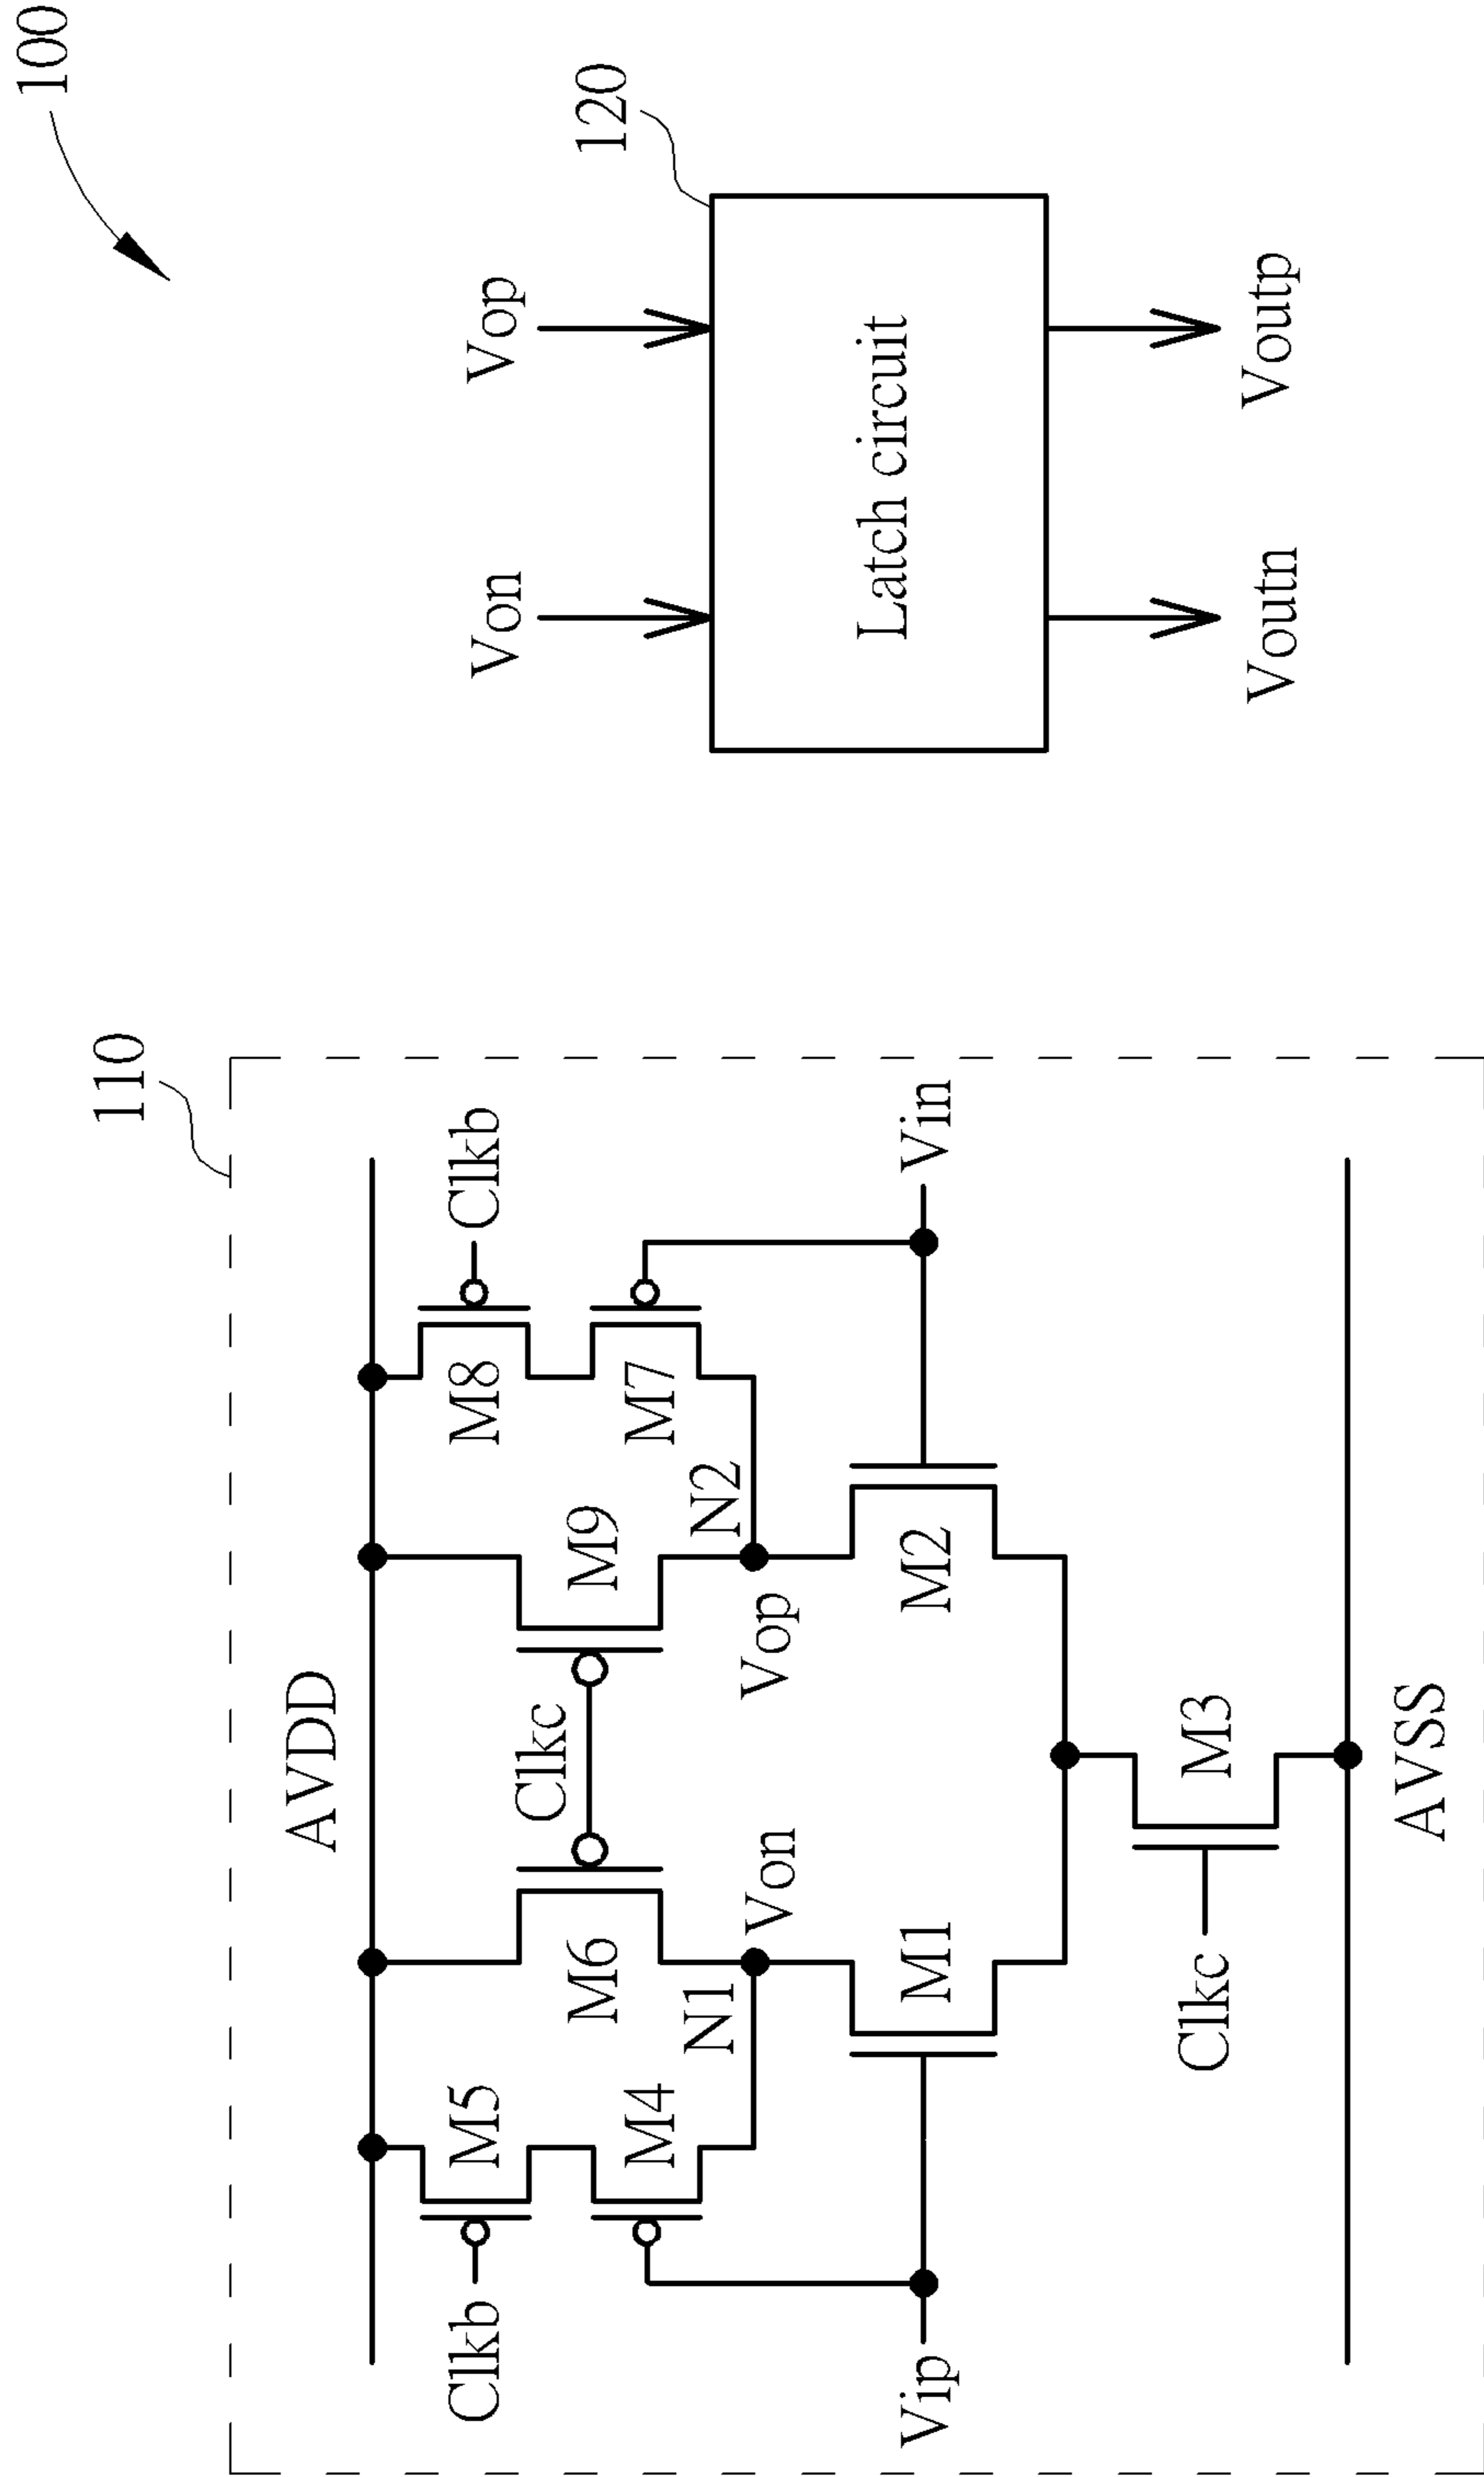 100
110
120
AVDD
Clkb
M5
M4
M6
Clkc
M9
M8
Clkb
M7
N1
Von
Vop
N2
Vip
M1
M2
Vin
Clkc
M3
AVSS
Von
Vop
Latch circuit
Voutn
Voutp